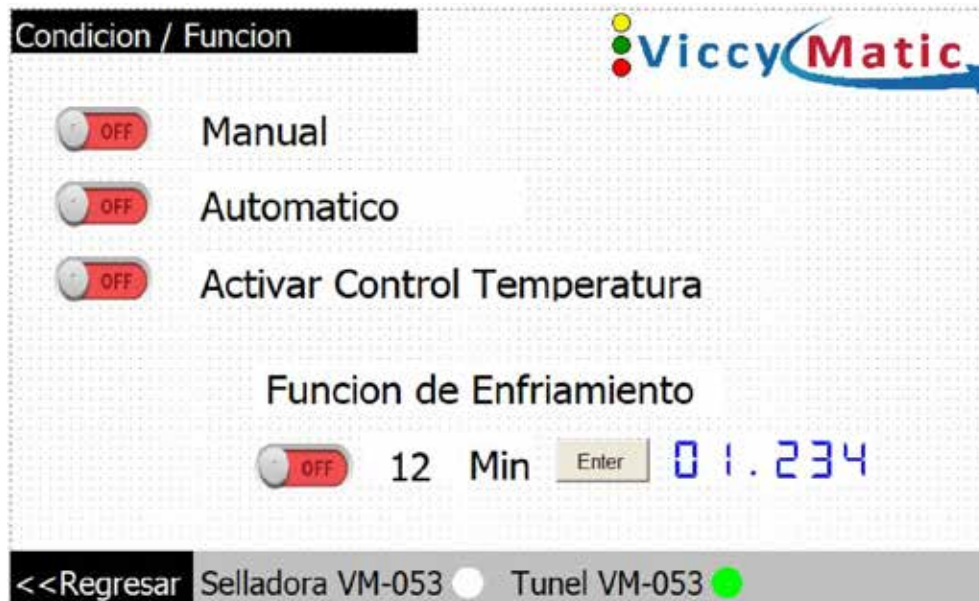 Condicion / Funcion
ViccyMatic
OFF Manual
OFF Automatico
OFF Activar Control Temperatura
Funcion de Enfriamiento
OFF 12 Min Enter 01.234
<<Regresar Selladora VM-053 Tunel VM-053